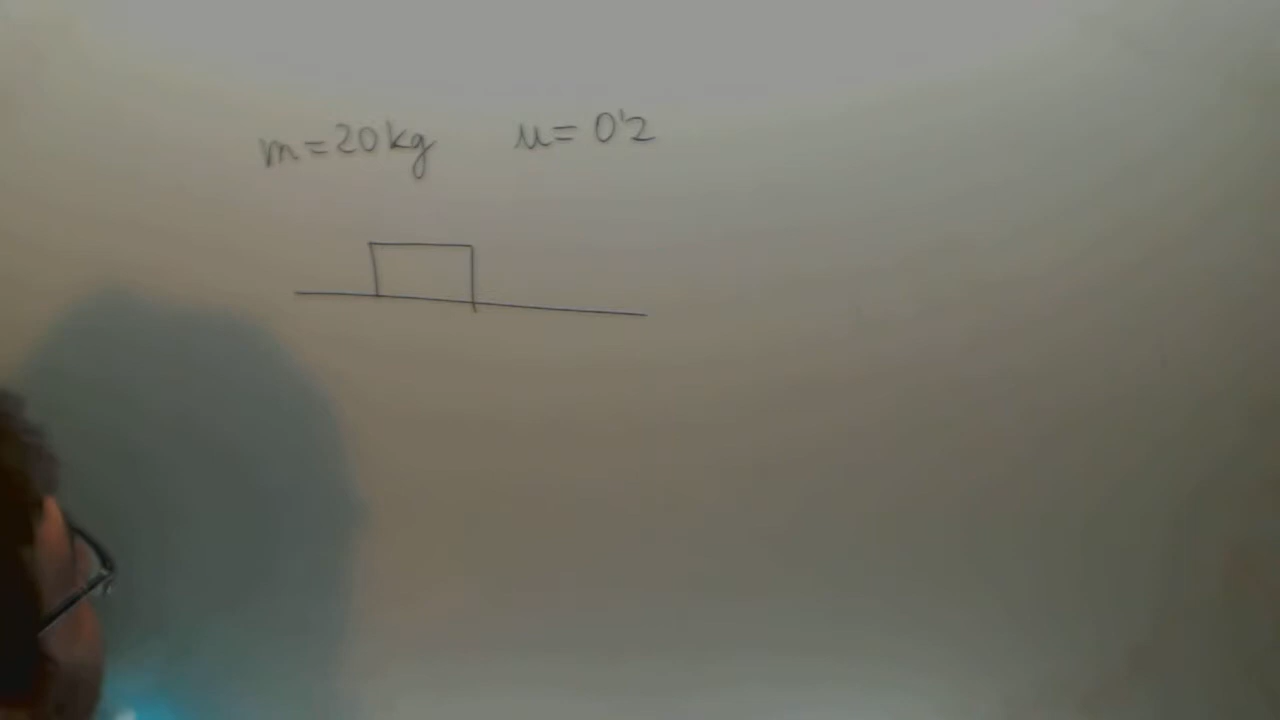 m = 20 kg μ = 0'2